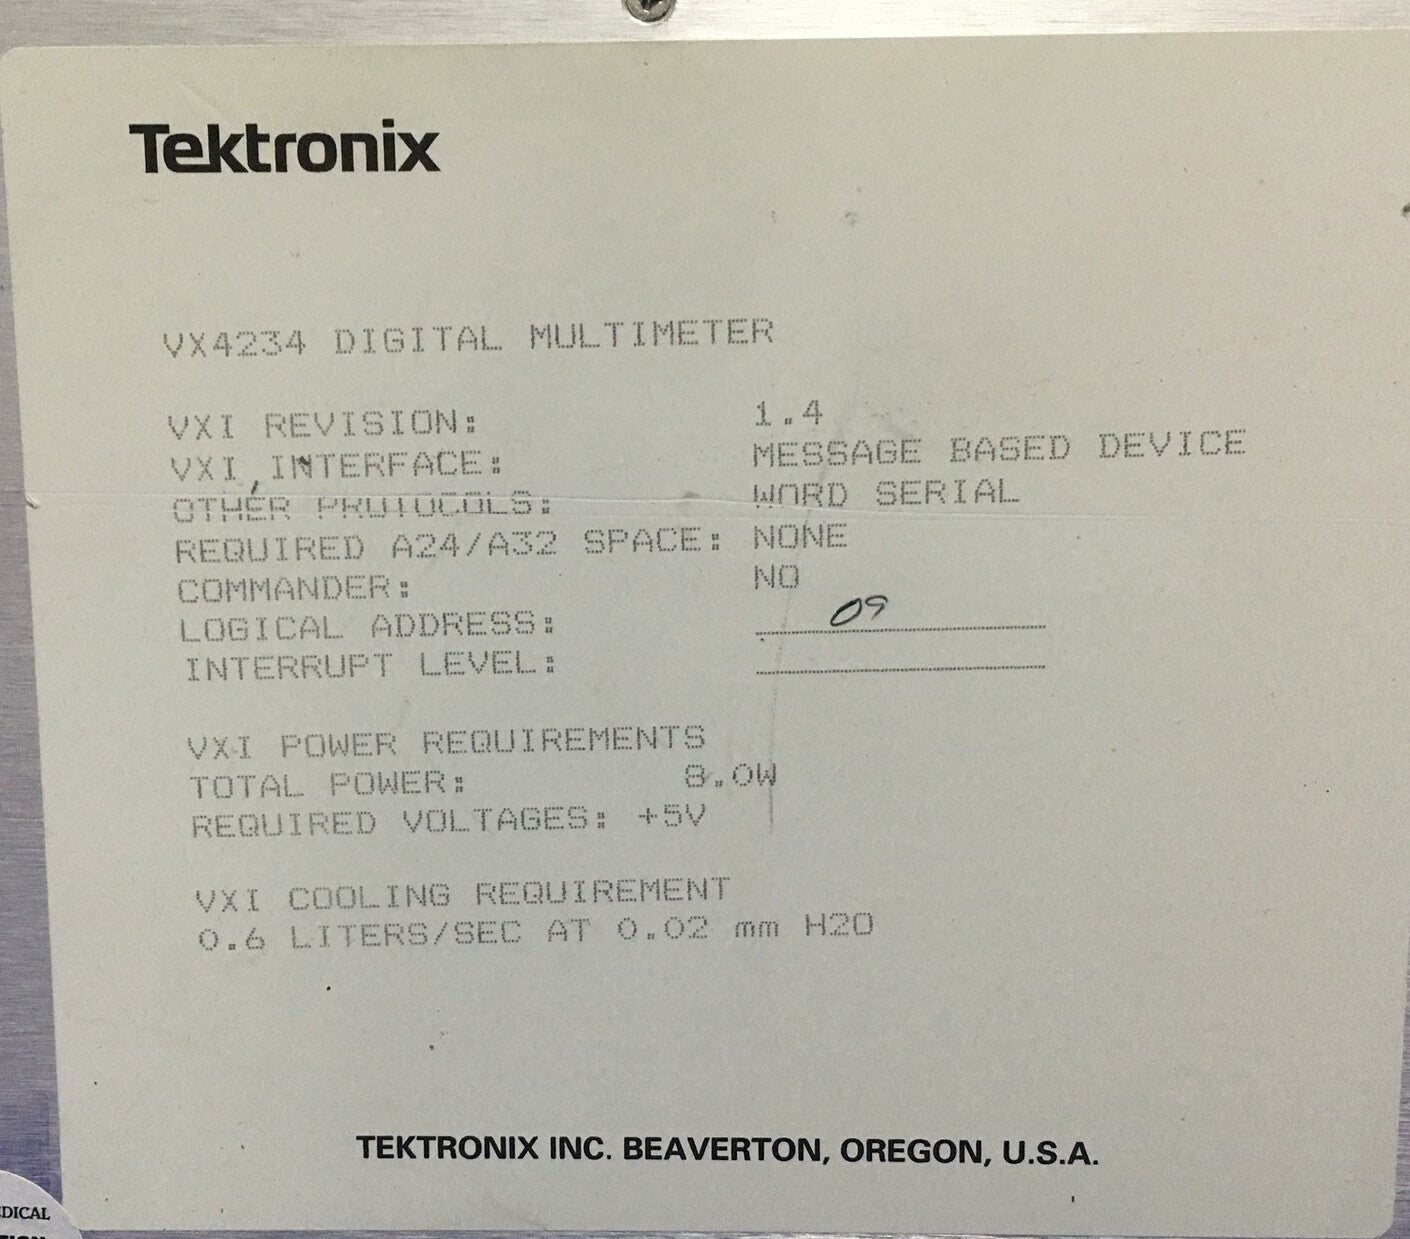 Tektronix
VX4234 DIGITAL MULTIMETER
VXI REVISION: 1.4
VXI INTERFACE: MESSAGE BASED DEVICE
OTHER PROTOCOLS: WORD SERIAL
REQUIRED A24/A32 SPACE: NONE
COMMANDER: NO
LOGICAL ADDRESS: 09
INTERRUPT LEVEL:
VXI POWER REQUIREMENTS
TOTAL POWER: 8.0W
REQUIRED VOLTAGES: +5V
VXI COOLING REQUIREMENT
0.6 LITERS/SEC AT 0.02 mm H2O
TEKTRONIX INC. BEAVERTON, OREGON, U.S.A.